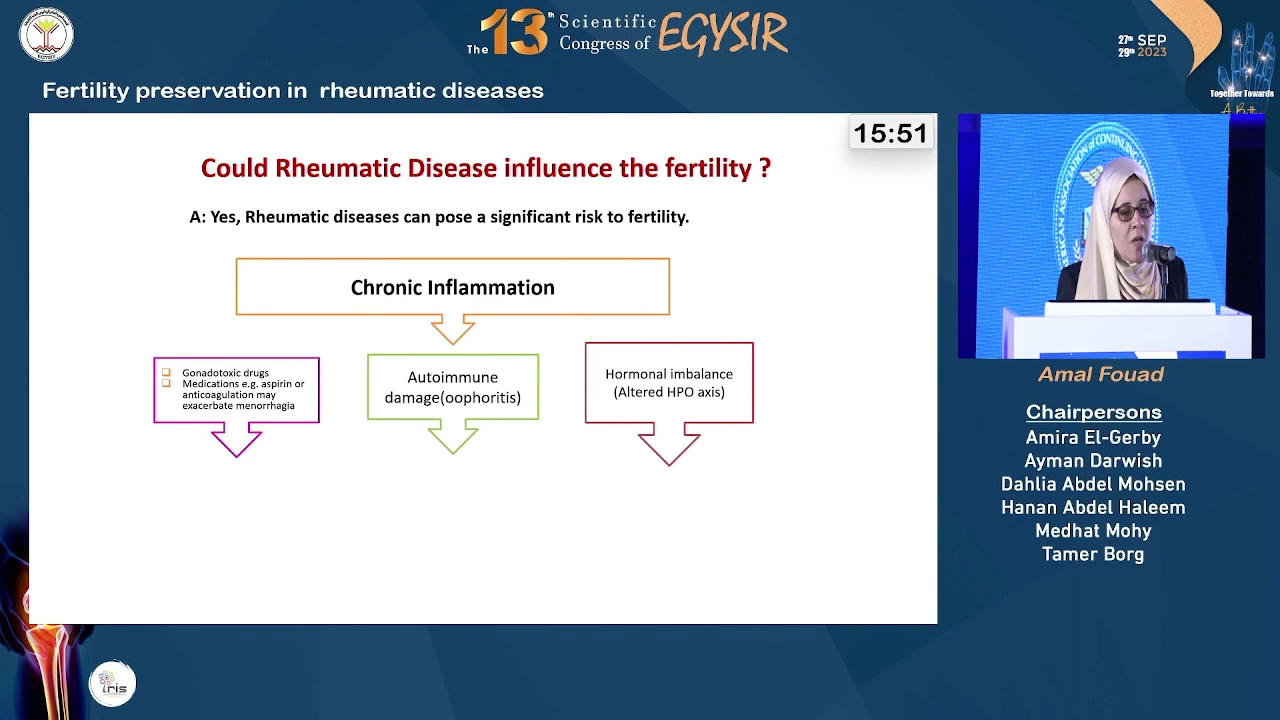 The 13th Scientific Congress of EGYSIR
27th SEP
29th 2023
Together Towards
Fertility preservation in rheumatic diseases
15:51
Could Rheumatic Disease influence the fertility ?
A: Yes, Rheumatic diseases can pose a significant risk to fertility.
Chronic Inflammation
❑ Gonadotoxic drugs
❑ Medications e.g. aspirin or
anticoagulation may
exacerbate menorrhagia
Autoimmune
damage(oophoritis)
Hormonal imbalance
(Altered HPO axis)
Amal Fouad
Chairpersons
Amira El-Gerby
Ayman Darwish
Dahlia Abdel Mohsen
Hanan Abdel Haleem
Medhat Mohy
Tamer Borg
iris